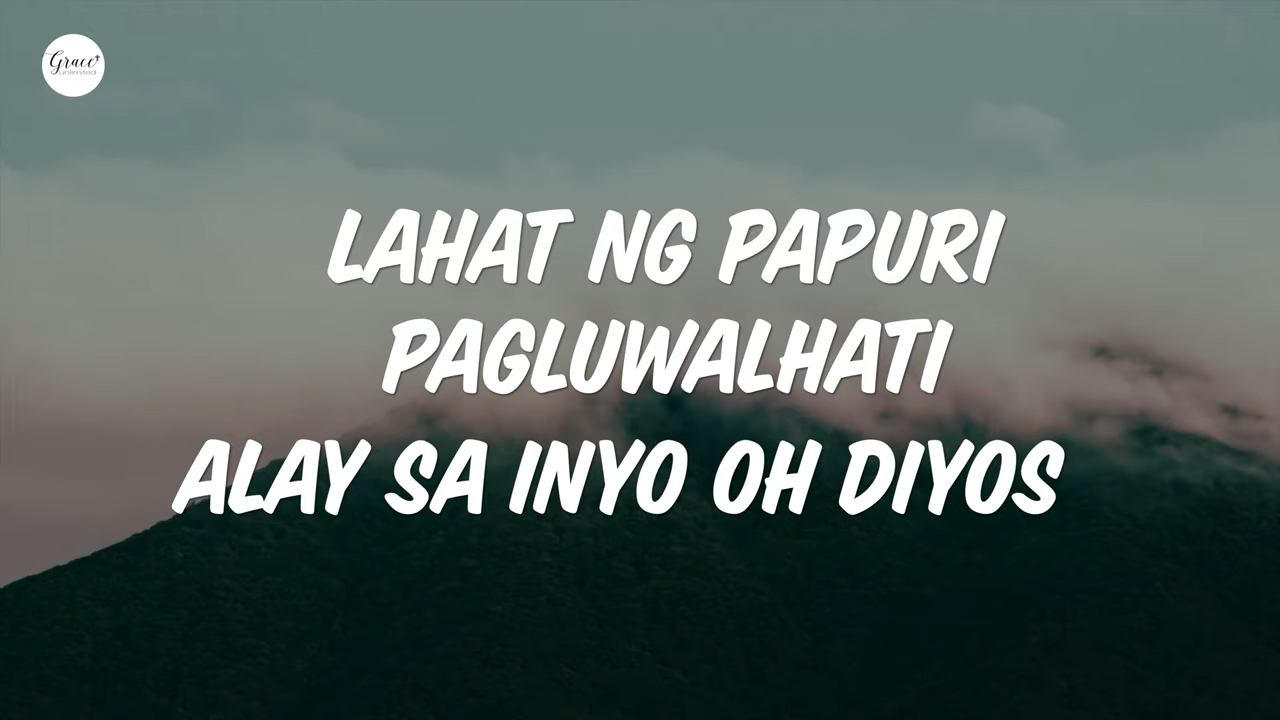 Grace
unlimited
LAHAT NG PAPURI
PAGLUWALHATI
ALAY SA INYO OH DIYOS